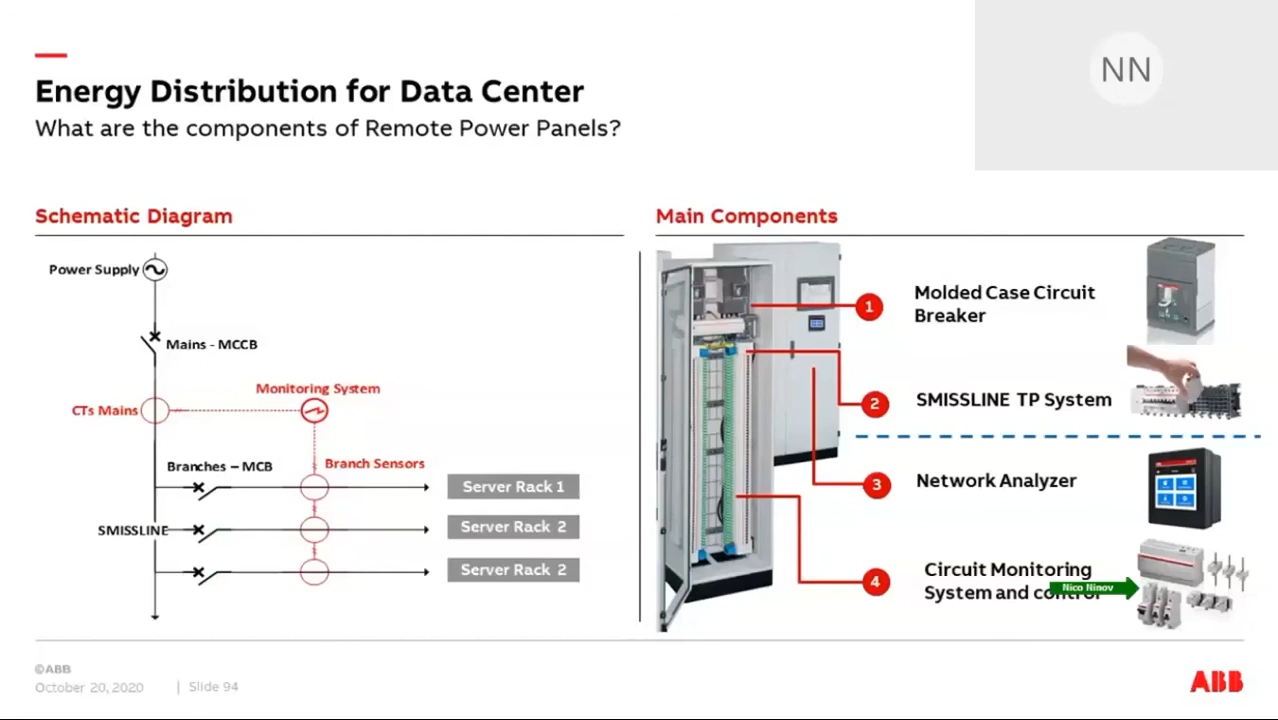 NN
Energy Distribution for Data Center
What are the components of Remote Power Panels?
Schematic Diagram
Power Supply
Mains - MCCB
Monitoring System
CTs Mains
Branches – MCB
Branch Sensors
Server Rack 1
SMISSLINE
Server Rack 2
Server Rack 2
Main Components
1
Molded Case Circuit
Breaker
2
SMISSLINE TP System
3
Network Analyzer
4
Circuit Monitoring
System and control
Nico Ninov
©ABB
October 20, 2020
| Slide 94
ABB